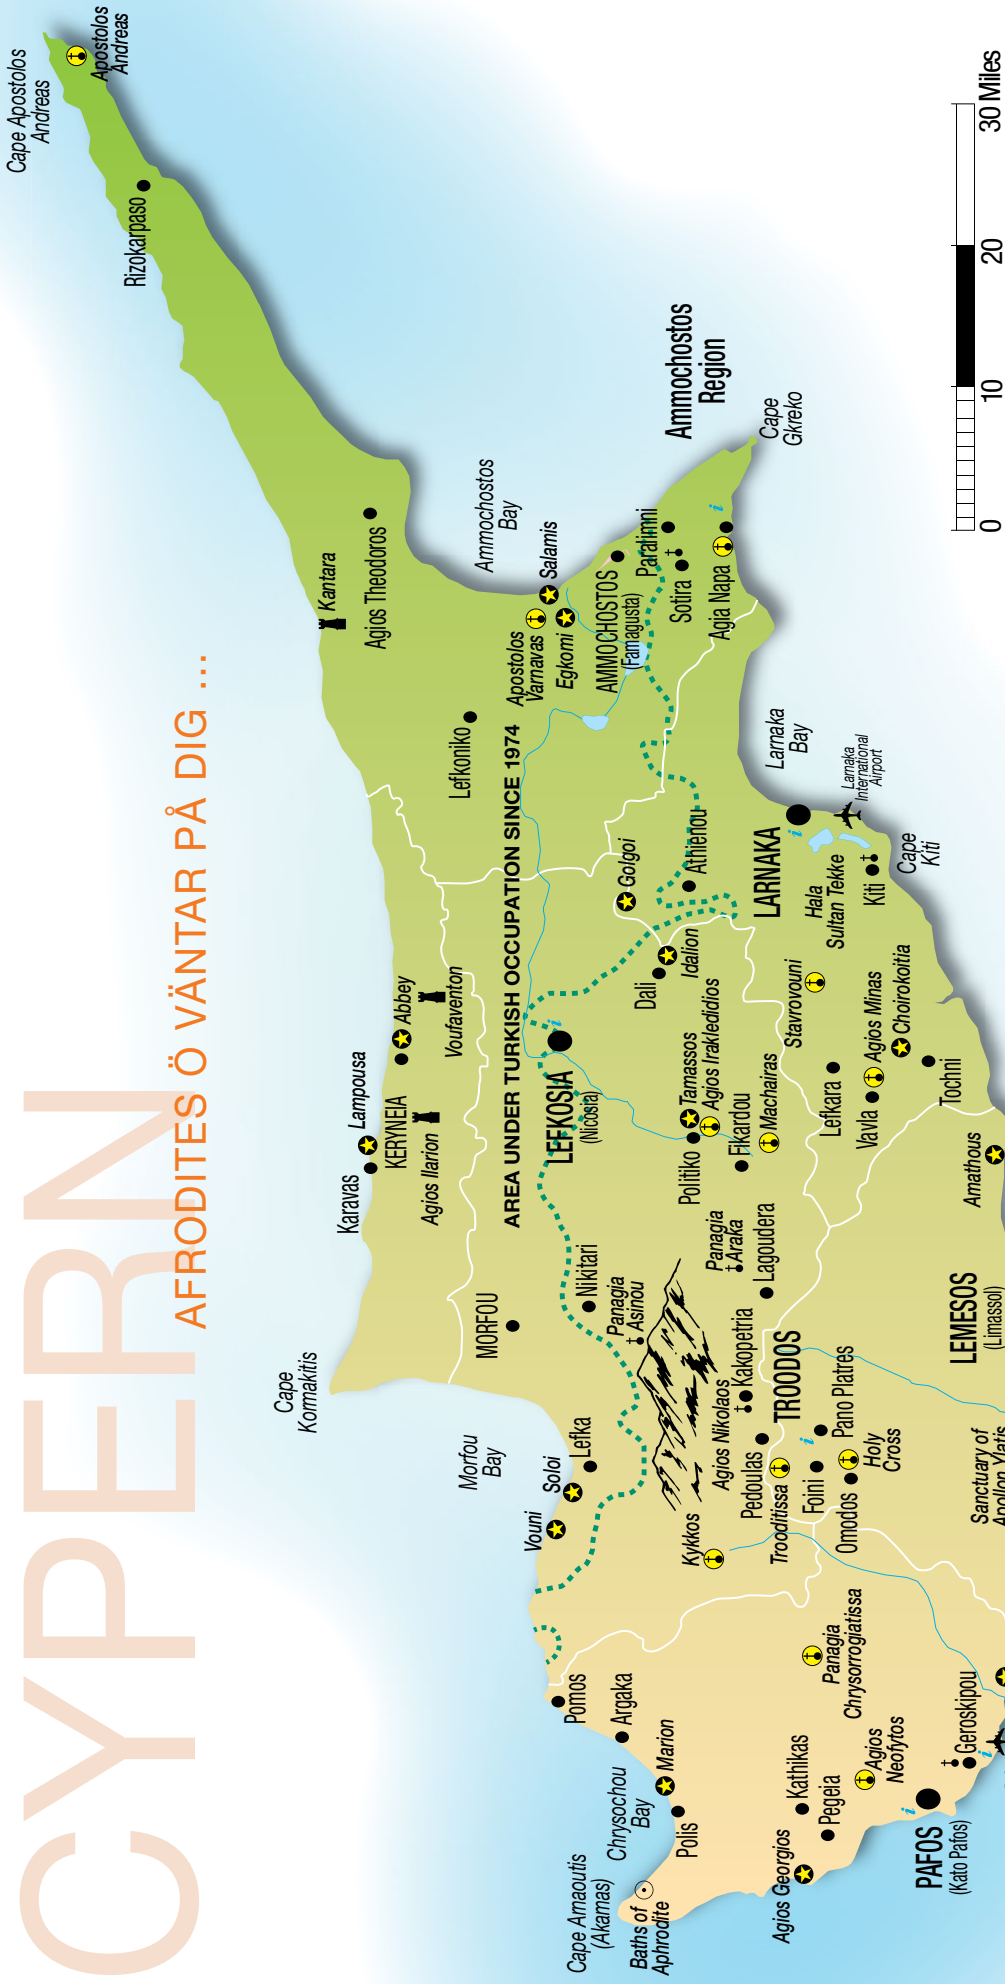 CYPERN
AFRODITES Ö VÄNTAR PÅ DIG ...
Cape Apostolos
Andreas
Apostolos
Andreas
Rizokarpaso
Kantara
Agios Theodoros
Ammochostos
Bay
Lefkoniko
Salamis
Apostolos
Varnavas
Egkomi
AMMOCHOSTOS
(Famagusta)
Paralimni
Sotira
Agia Napa
i
Ammochostos
Region
Cape
Gkreko
AREA UNDER TURKISH OCCUPATION SINCE 1974
Cape
Kormakitis
Karavas
Lampousa
KERYNEIA
Abbey
Agios Ilarion
Voufaventon
MORFOU
Morfou
Bay
LEFKOSIA
(Nicosia)
i
Golgoi
Athienou
Dali
Idalion
Larnaka
Bay
LARNAKA
i
Larnaka
International
Airport
Hala
Sultan Tekke
Kiti
Cape
Kiti
Vouni
Soloi
Lefka
Nikitari
Panagia
Asinou
Politiko
Tamassos
Agios Irakledidios
Fikardou
Machairas
Stavrovouni
Lefkara
Vavla
Agios Minas
Choirokoitia
Tochni
Panagia
Araka
Lagoudera
Kykkos
Agios Nikolaos
Kakopetria
Pedoulas
TROODOS
Trooditissa
Foini
i
Pano Platres
Omodos
Holy
Cross
Amathous
LEMESOS
(Limassol)
Sanctuary of
Apollon Ylatis
Pomos
Argaka
Chrysochou
Bay
Marion
Polis
Cape Arnaoutis
(Akamas)
Baths of
Aphrodite
Panagia
Chrysorrogiatissa
Kathikas
Pegeia
Agios Georgios
Agios
Neofytos
i
PAFOS
(Kato Pafos)
Geroskipou
i
0
10
20
30 Miles